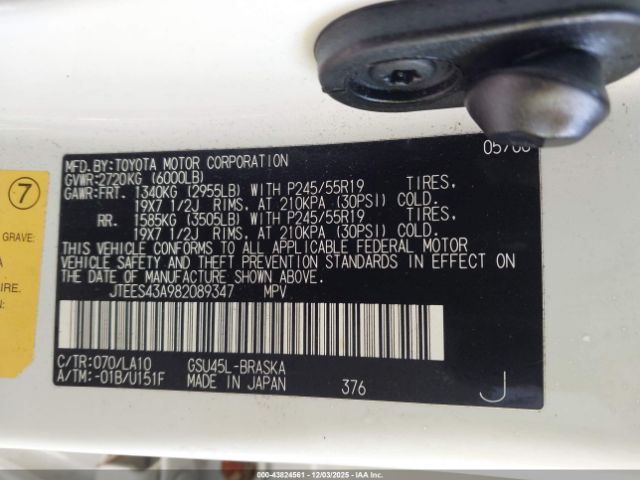 05/
MFD.BY:TOYOTA MOTOR CORPORATION
GVWR:2720KG (6000LB)
GAWR:FRT. 1340KG (2955LB) WITH P245/55R19 TIRES,
19X7 1/2J RIMS, AT 210KPA (30PSI) COLD.
RR. 1585KG (3505LB) WITH P245/55R19 TIRES,
19X7 1/2J RIMS, AT 210KPA (30PSI) COLD.
THIS VEHICLE CONFORMS TO ALL APPLICABLE FEDERAL MOTOR
VEHICLE SAFETY AND THEFT PREVENTION STANDARDS IN EFFECT ON
THE DATE OF MANUFACTURE SHOWN ABOVE.
JTEES43A982089347 MPV
C/TR:070/LA10 GSU45L-BRASKA
A/TM:-01B/U151F MADE IN JAPAN 376 J
7
GRAVE:
A
IRE.
N:
000-43824561 - 12/03/2025 - COPART